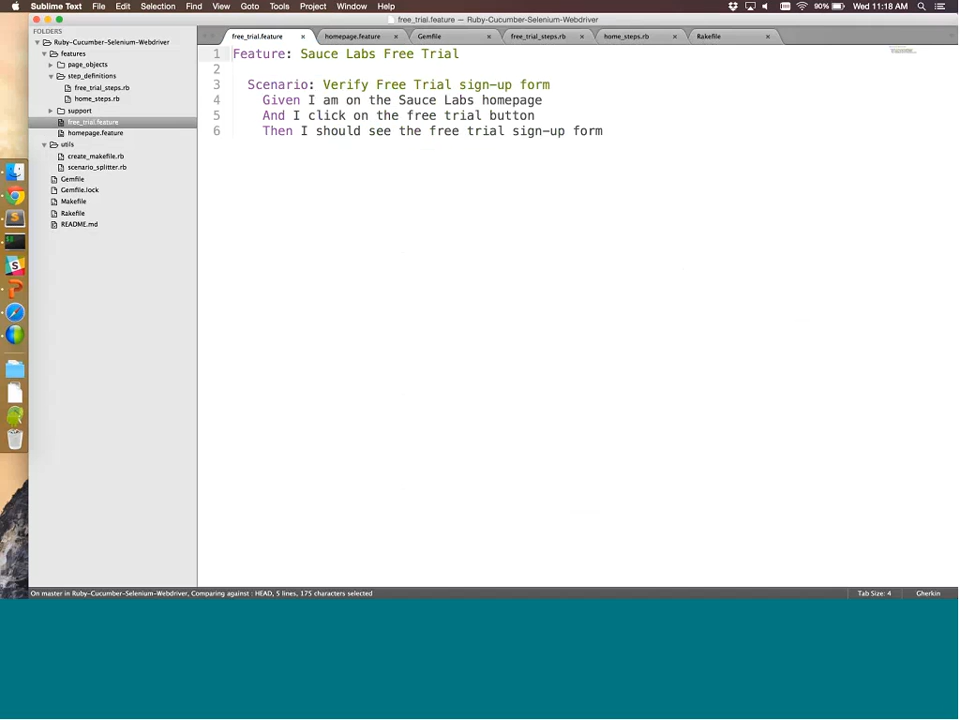 Sublime Text File Edit Selection Find View Goto Tools Project Window Help 90% Wed 11:18 AM
free_trial.feature — Ruby-Cucumber-Selenium-Webdriver
FOLDERS
Ruby-Cucumber-Selenium-Webdriver
features
page_objects
step_definitions
free_trial_steps.rb
home_steps.rb
support
free_trial.feature
homepage.feature
utils
create_makefile.rb
scenario_splitter.rb
Gemfile
Gemfile.lock
Makefile
Rakefile
README.md
free_trial.feature homepage.feature Gemfile free_trial_steps.rb home_steps.rb Rakefile
1 Feature: Sauce Labs Free Trial
2
3 Scenario: Verify Free Trial sign-up form
4 Given I am on the Sauce Labs homepage
5 And I click on the free trial button
6 Then I should see the free trial sign-up form
On master in Ruby-Cucumber-Selenium-Webdriver, Comparing against : HEAD, 5 lines, 175 characters selected Tab Size: 4 Gherkin